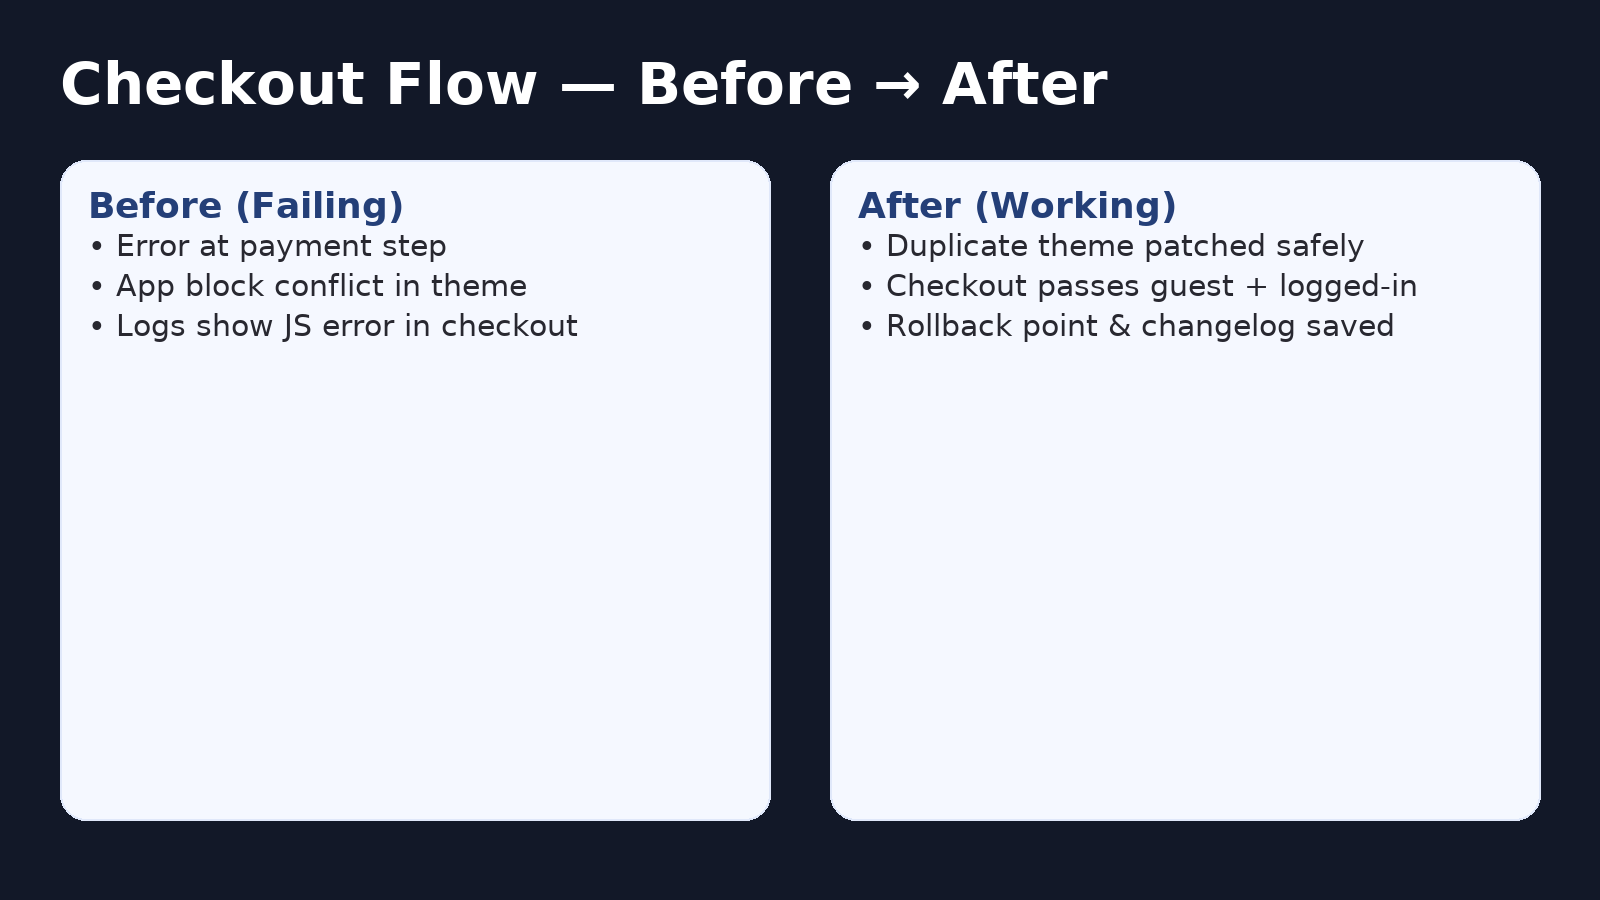 Checkout Flow — Before → After
Before (Failing)
• Error at payment step
• App block conflict in theme
• Logs show JS error in checkout
After (Working)
• Duplicate theme patched safely
• Checkout passes guest + logged-in
• Rollback point & changelog saved